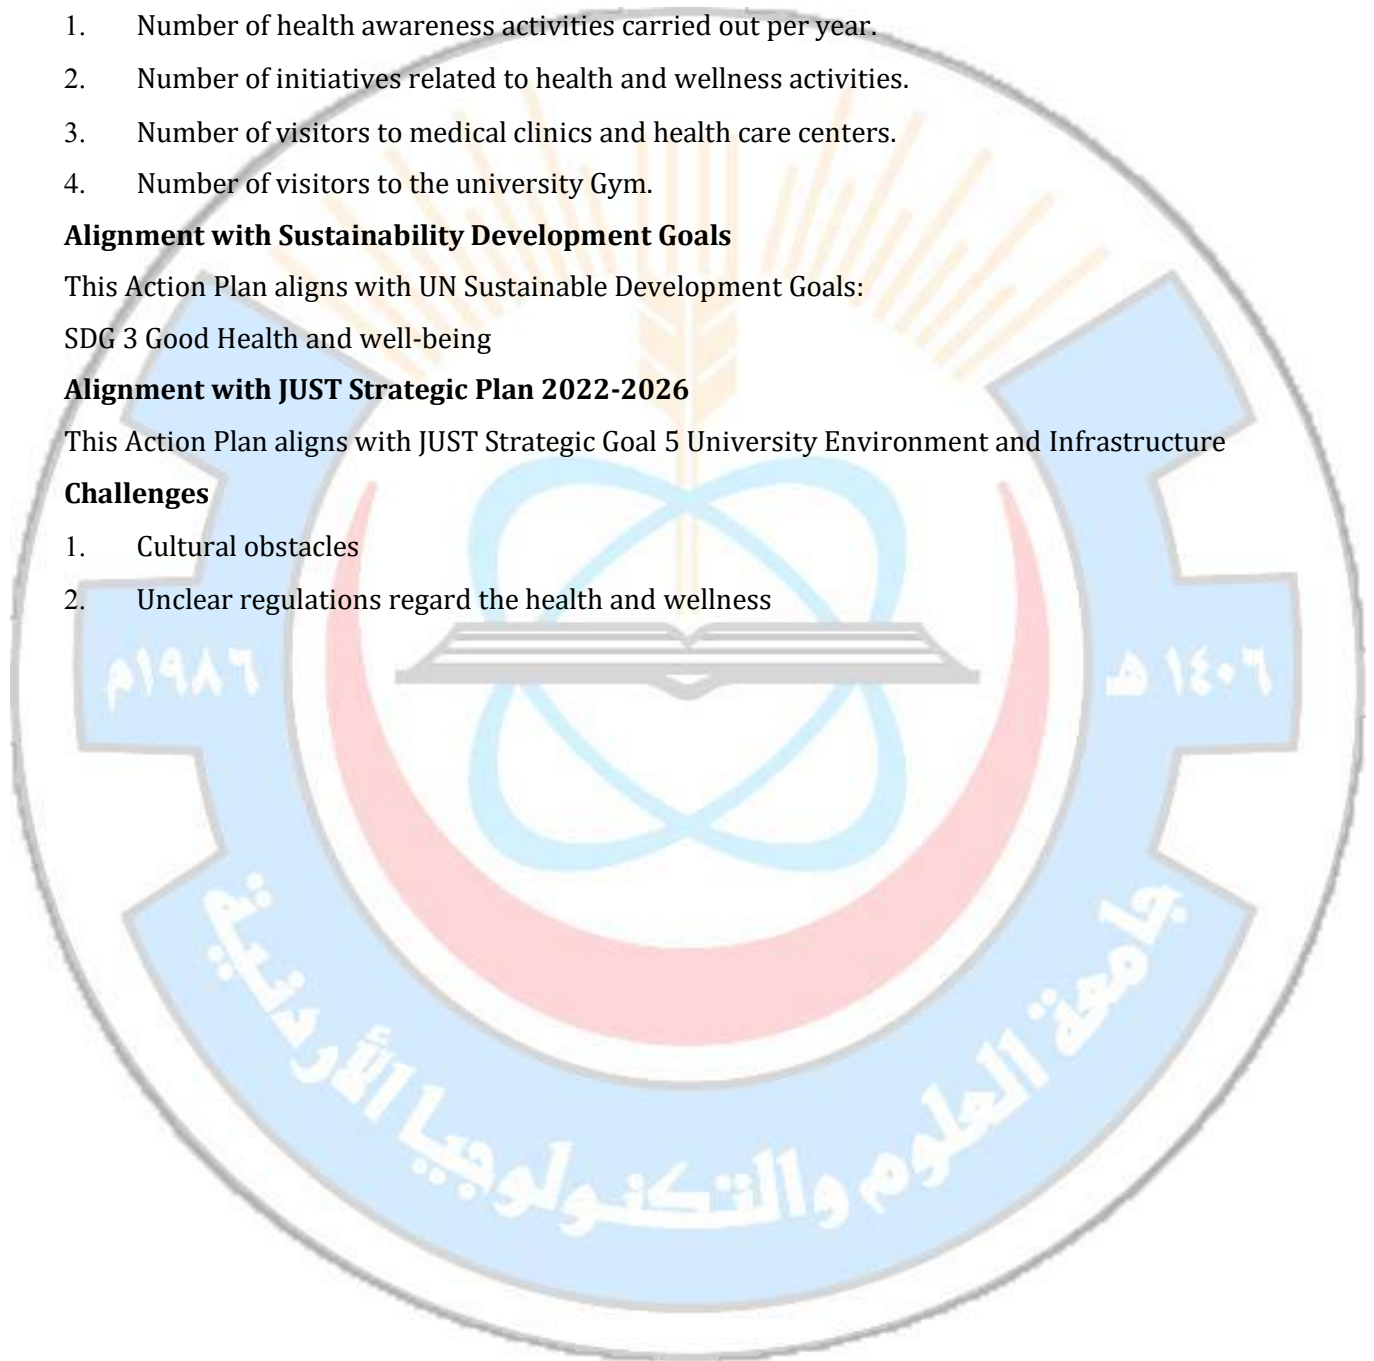 1. Number of health awareness activities carried out per year.
2. Number of initiatives related to health and wellness activities.
3. Number of visitors to medical clinics and health care centers.
4. Number of visitors to the university Gym.
Alignment with Sustainability Development Goals
This Action Plan aligns with UN Sustainable Development Goals:
SDG 3 Good Health and well-being
Alignment with JUST Strategic Plan 2022-2026
This Action Plan aligns with JUST Strategic Goal 5 University Environment and Infrastructure
Challenges
1. Cultural obstacles
2. Unclear regulations regard the health and wellness
١٤٠٦ هـ
١٩٨٦م
جامعة العلوم والتكنولوجيا الأردنية